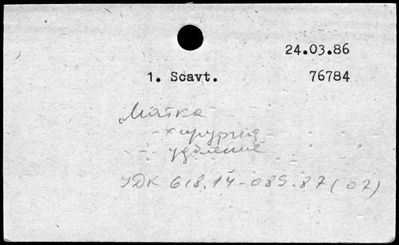 24.03.86
1. Scavt. 76784
Матка
- хирургия
- удаление
УДК 618.14-089.87(02)